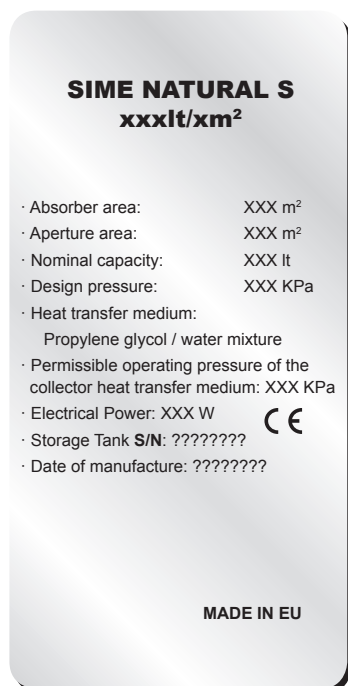 SIME NATURAL S
xxxlt/xm²
· Absorber area: XXX m²
· Aperture area: XXX m²
· Nominal capacity: XXX lt
· Design pressure: XXX KPa
· Heat transfer medium:
Propylene glycol / water mixture
· Permissible operating pressure of the
collector heat transfer medium: XXX KPa
· Electrical Power: XXX W CE
· Storage Tank S/N: ????????
· Date of manufacture: ????????
MADE IN EU